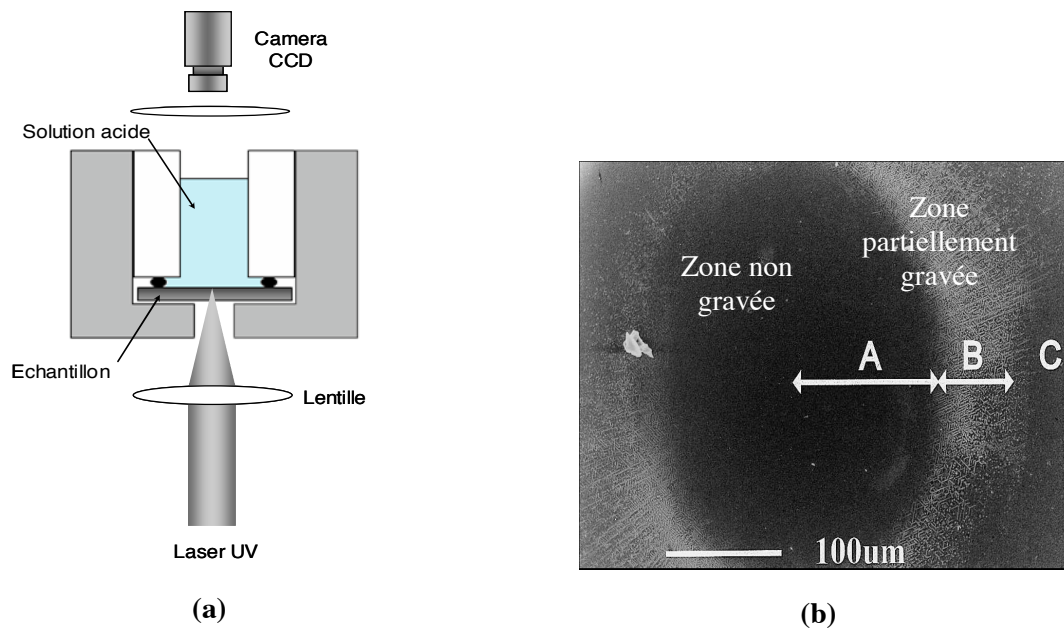 Camera
CCD
Solution acide
Echantillon
Lentille
Laser UV
(a)
Zone non
gravée
Zone
partiellement
gravée
A
B
C
100um
(b)